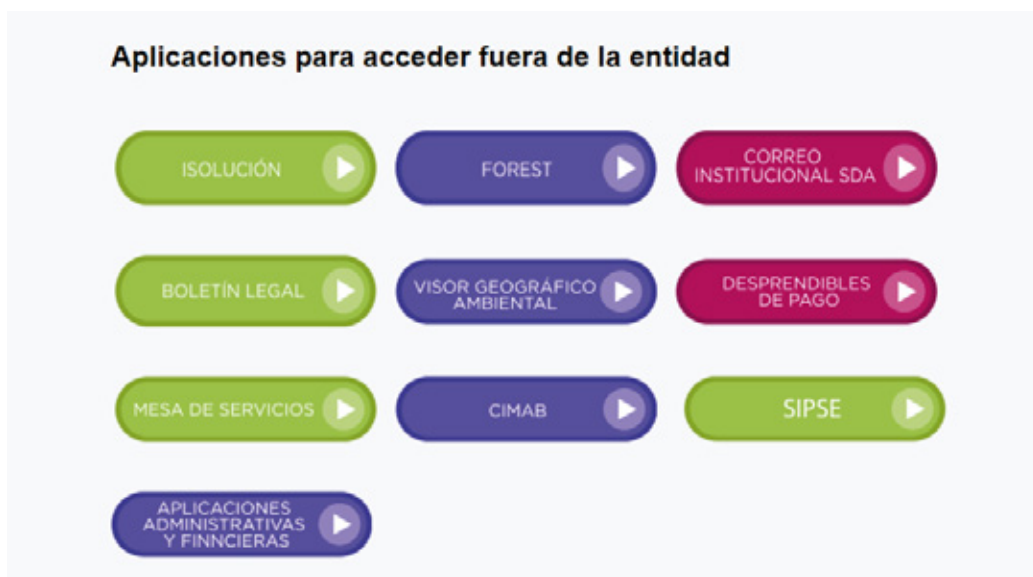 Aplicaciones para acceder fuera de la entidad
ISOLUCIÓN
FOREST
CORREO
INSTITUCIONAL SDA
BOLETÍN LEGAL
VISOR GEOGRÁFICO
AMBIENTAL
DESPRENDIBLES
DE PAGO
MESA DE SERVICIOS
CIMAB
SIPSE
APLICACIONES
ADMINISTRATIVAS
Y FINNCIERAS